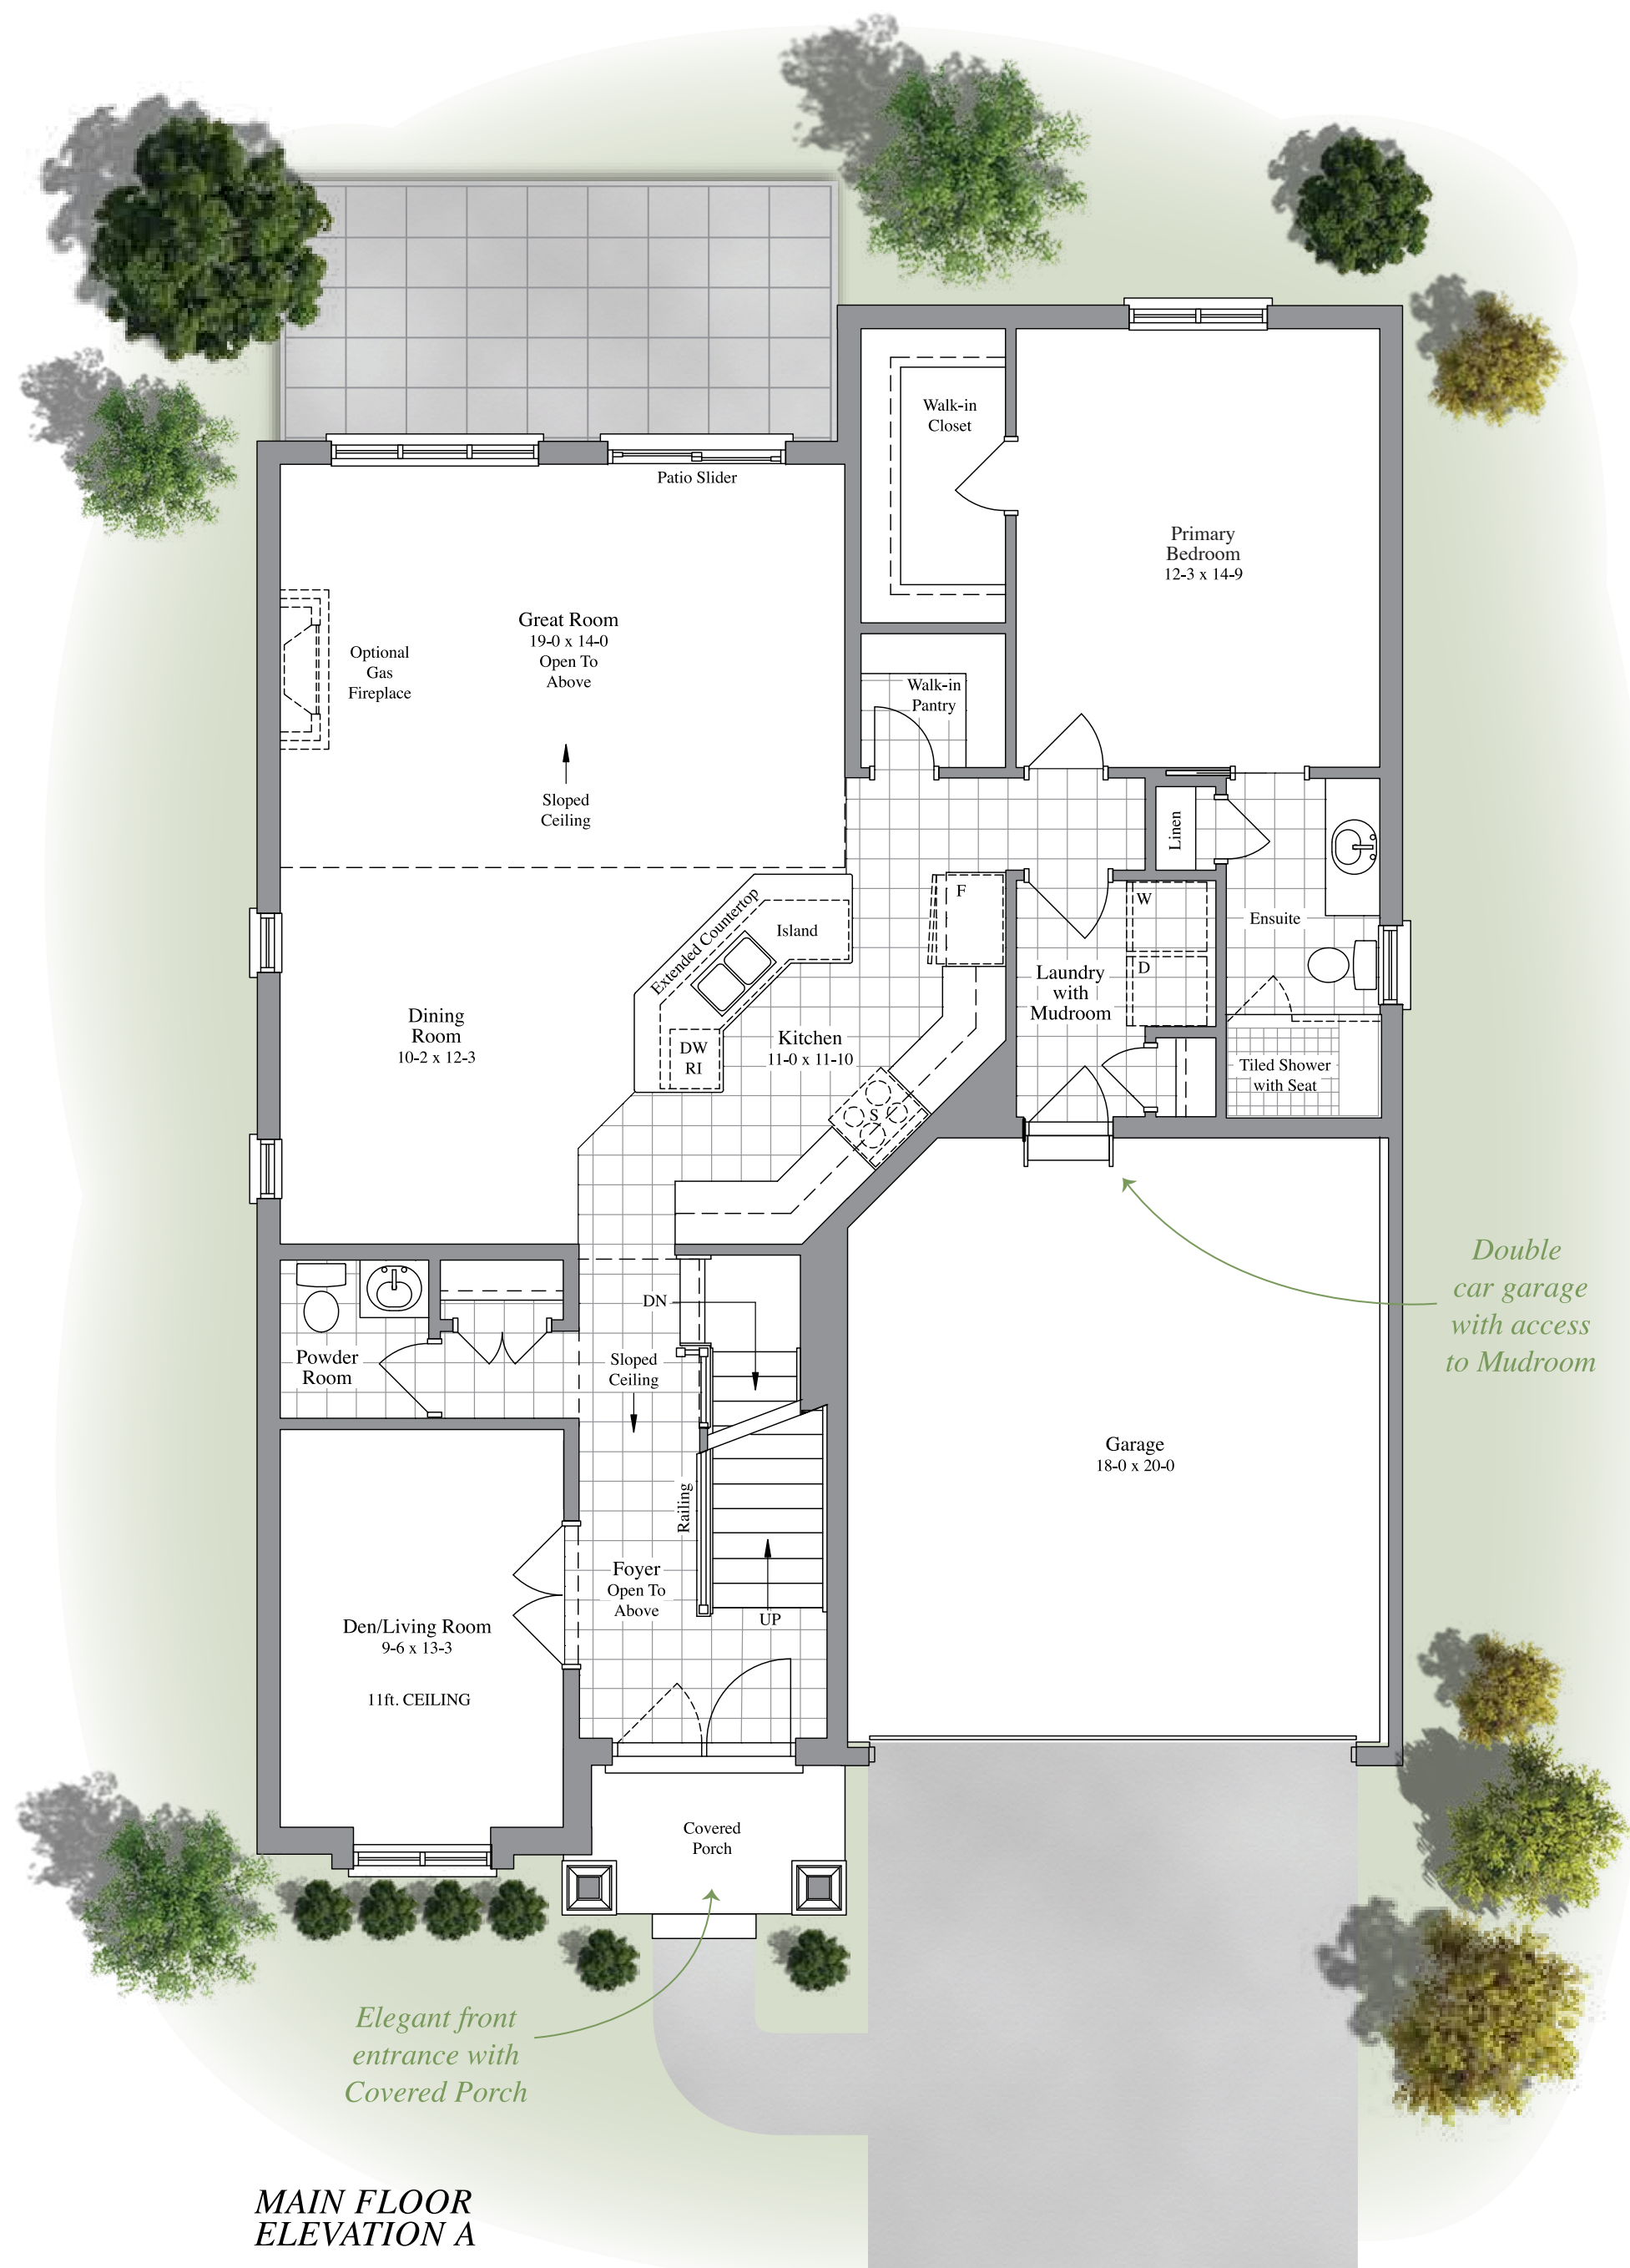 Walk-in
Closet
Patio Slider
Primary
Bedroom
12-3 x 14-9
Great Room
19-0 x 14-0
Open To
Above
Optional
Gas
Fireplace
Walk-in
Pantry
Sloped
Ceiling
Linen
F
W
Ensuite
Extended Countertop
Island
D
Laundry
with
Mudroom
Dining
Room
10-2 x 12-3
Kitchen
11-0 x 11-10
DW
RI
Tiled Shower
with Seat
S
Double
car garage
with access
to Mudroom
DN
Powder
Room
Sloped
Ceiling
Garage
18-0 x 20-0
Railing
Foyer
Open To
Above
UP
Den/Living Room
9-6 x 13-3
11ft. CEILING
Covered
Porch
Elegant front
entrance with
Covered Porch
MAIN FLOOR
ELEVATION A